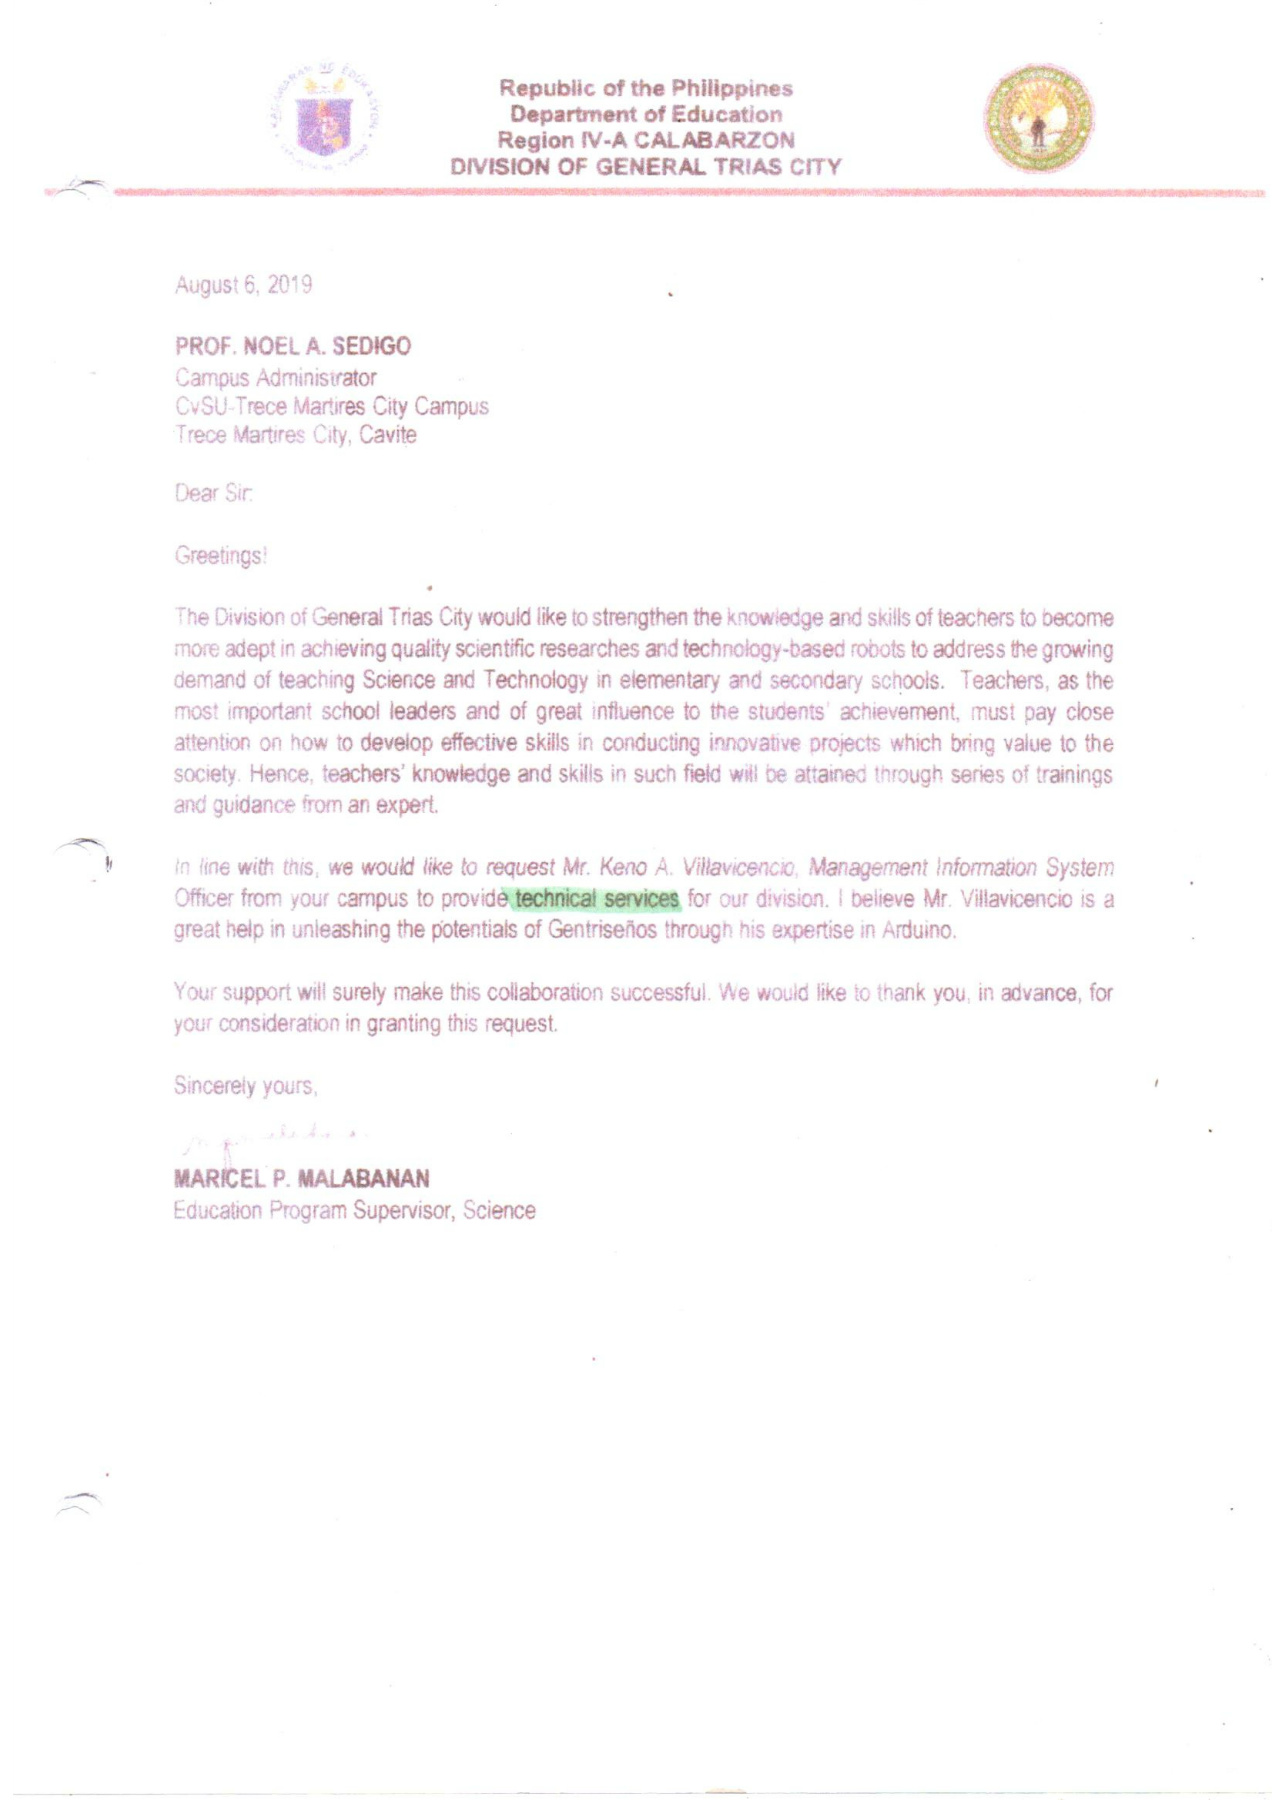 Republic of the Philippines
Department of Education
Region IV-A CALABARZON
DIVISION OF GENERAL TRIAS CITY
August 6, 2019
PROF. NOEL A. SEDIGO
Campus Administrator
CvSU-Trece Martires City Campus
Trece Martires City, Cavite
Dear Sir:
Greetings!
The Division of General Trias City would like to strengthen the knowledge and skills of teachers to become
more adept in achieving quality scientific researches and technology-based robots to address the growing
demand of teaching Science and Technology in elementary and secondary schools. Teachers, as the
most important school leaders and of great influence to the students' achievement, must pay close
attention on how to develop effective skills in conducting innovative projects which bring value to the
society. Hence, teachers' knowledge and skills in such field will be attained through series of trainings
and guidance from an expert.
In line with this, we would like to request Mr. Keno A. Villavicencio, Management Information System
Officer from your campus to provide technical services for our division. I believe Mr. Villavicencio is a
great help in unleashing the potentials of Gentriseños through his expertise in Arduino.
Your support will surely make this collaboration successful. We would like to thank you, in advance, for
your consideration in granting this request.
Sincerely yours,
MARICEL P. MALABANAN
Education Program Supervisor, Science